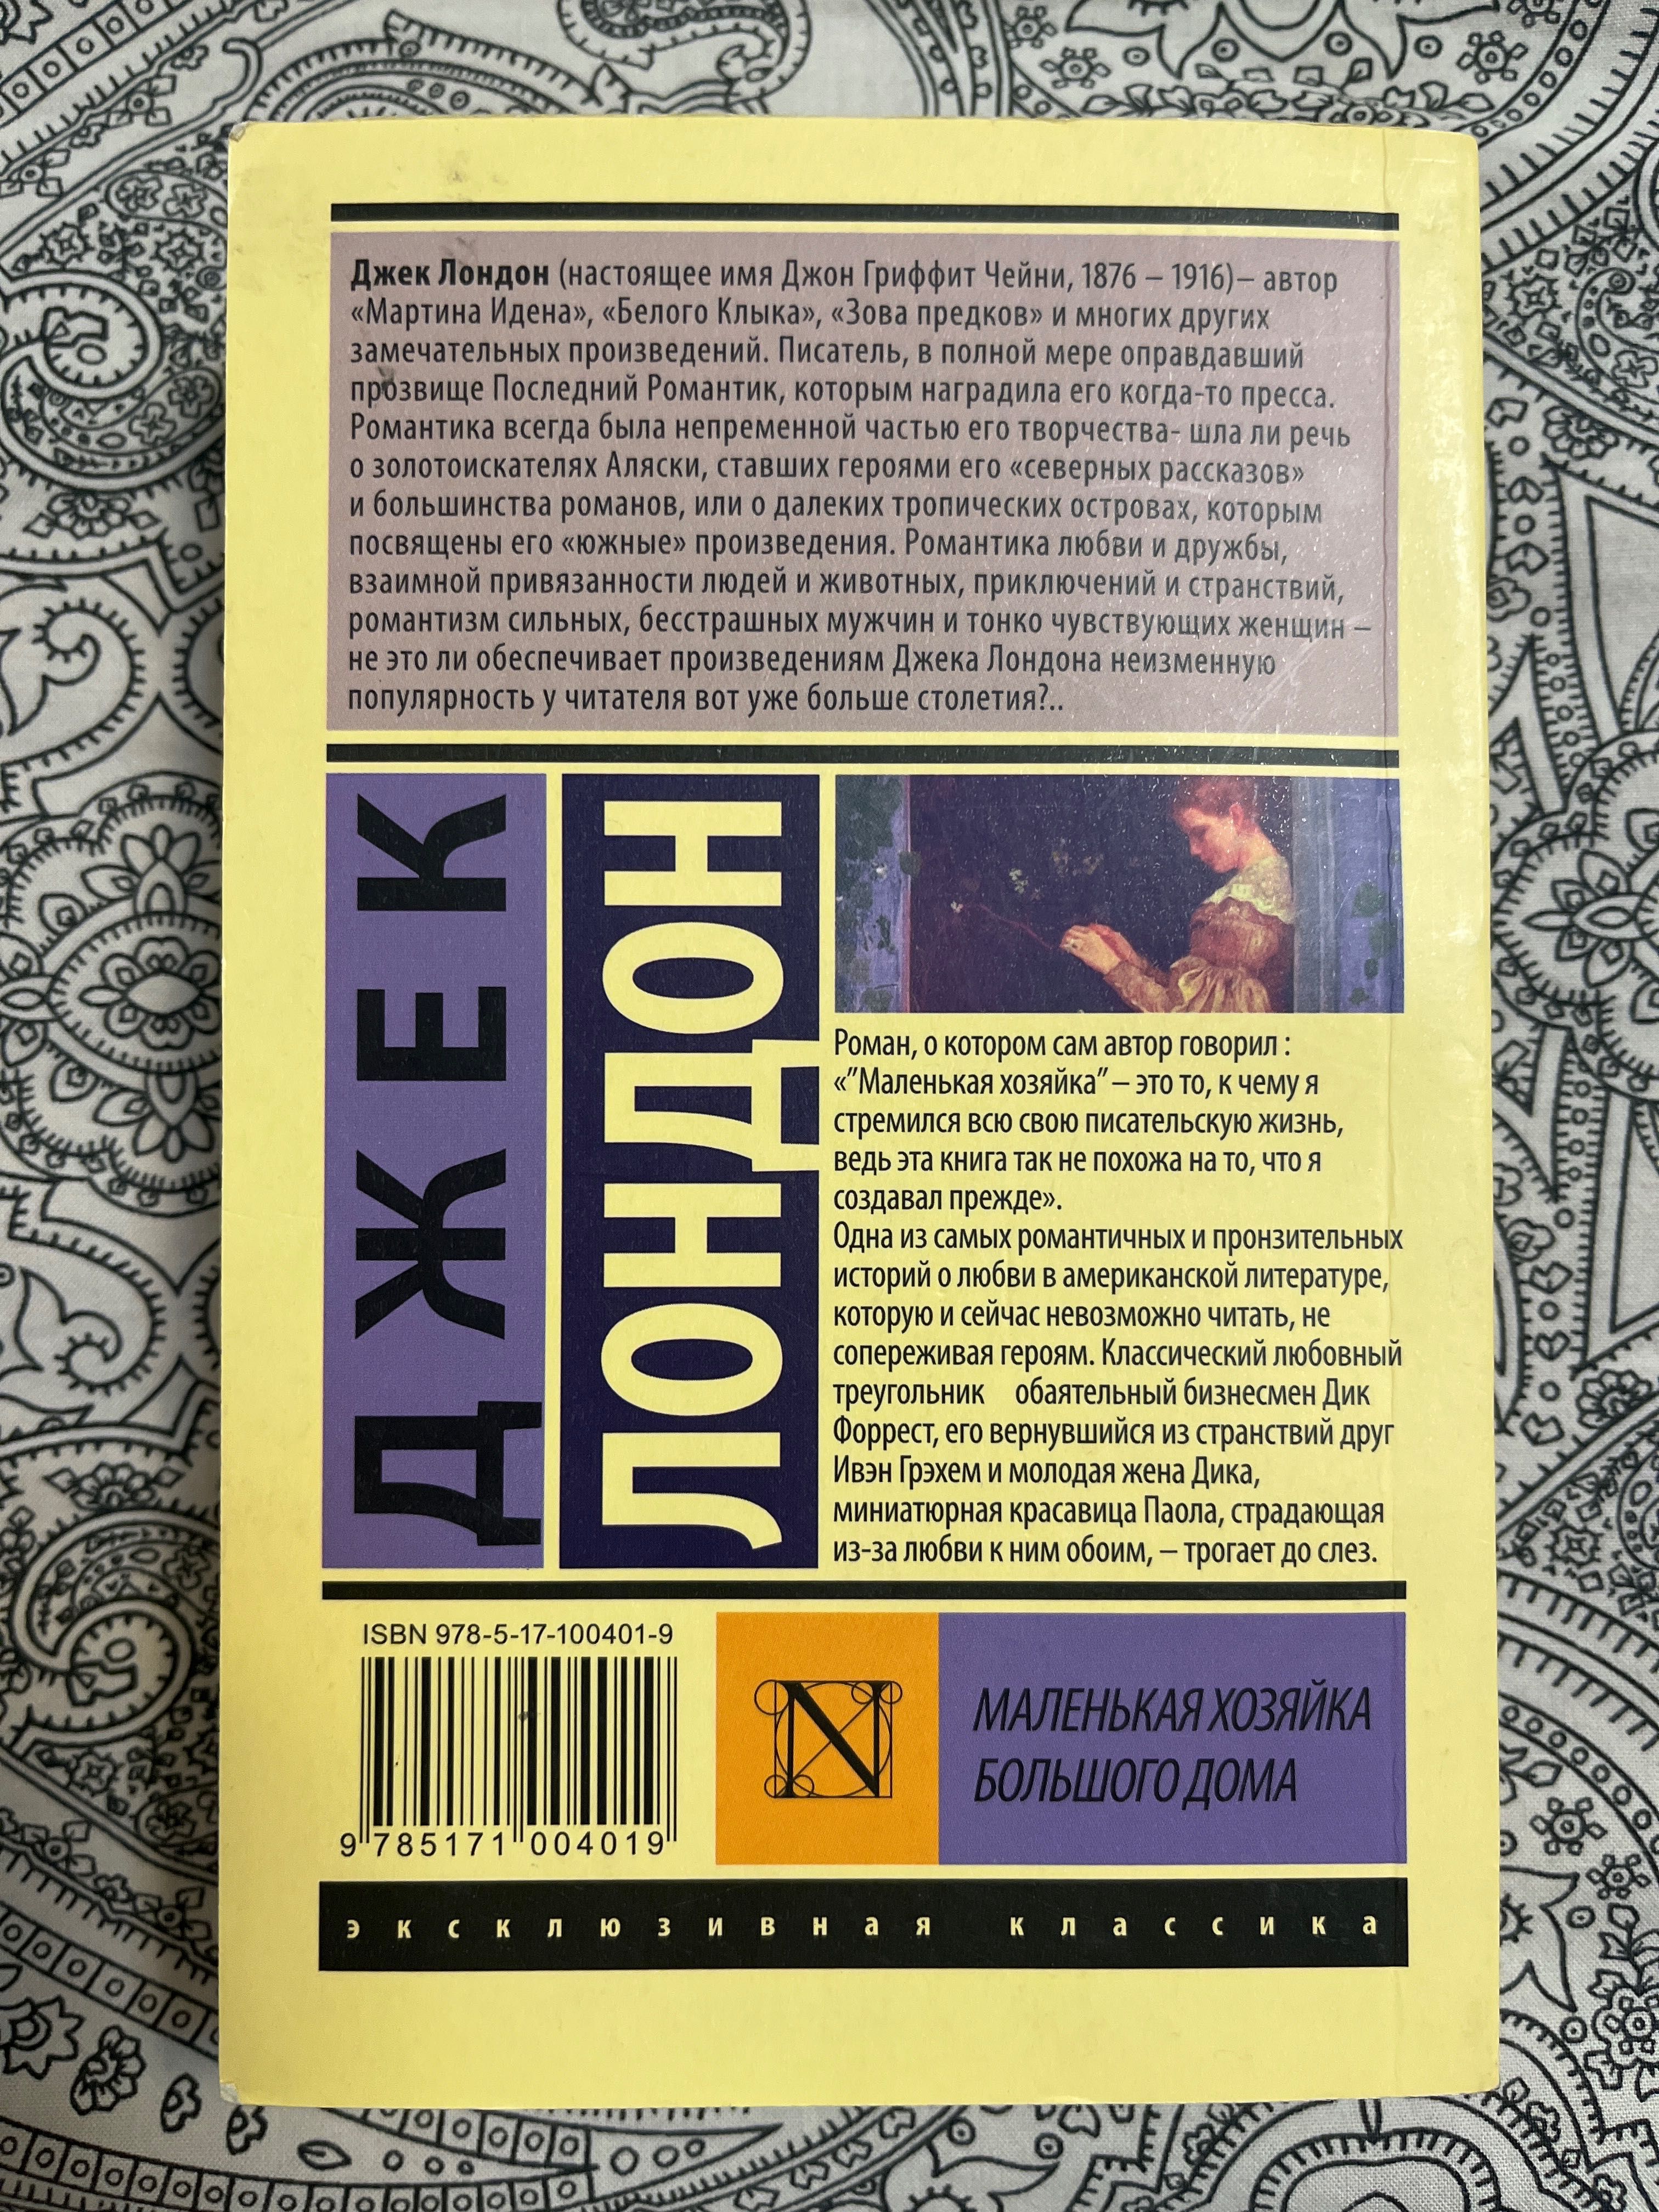 Джек Лондон (настоящее имя Джон Гриффит Чейни, 1876 – 1916)– автор
«Мартина Идена», «Белого Клыка», «Зова предков» и многих других
замечательных произведений. Писатель, в полной мере оправдавший
прозвище Последний Романтик, которым наградила его когда-то пресса.
Романтика всегда была непременной частью его творчества- шла ли речь
о золотоискателях Аляски, ставших героями его «северных рассказов»
и большинства романов, или о далеких тропических островах, которым
посвящены его «южные» произведения. Романтика любви и дружбы,
взаимной привязанности людей и животных, приключений и странствий,
романтизм сильных, бесстрашных мужчин и тонко чувствующих женщин –
не это ли обеспечивает произведениям Джека Лондона неизменную
популярность у читателя вот уже больше столетия?..
ДЖЕК
ЛОНДОН
Роман, о котором сам автор говорил :
«"Маленькая хозяйка" – это то, к чему я
стремился всю свою писательскую жизнь,
ведь эта книга так не похожа на то, что я
создавал прежде».
Одна из самых романтичных и пронзительных
историй о любви в американской литературе,
которую и сейчас невозможно читать, не
сопереживая героям. Классический любовный
треугольник обаятельный бизнесмен Дик
Форрест, его вернувшийся из странствий друг
Ивэн Грэхем и молодая жена Дика,
миниатюрная красавица Паола, страдающая
из-за любви к ним обоим, – трогает до слез.
ISBN 978-5-17-100401-9
9 785171 004019
N
МАЛЕНЬКАЯ ХОЗЯЙКА
БОЛЬШОГО ДОМА
эксклюзивная классика